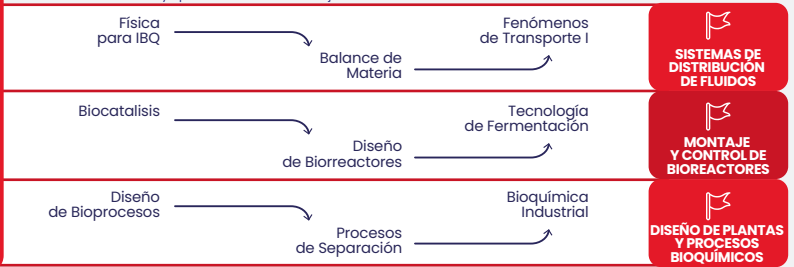 Física
para IBQ
Balance de
Materia
Fenómenos
de Transporte I
SISTEMAS DE
DISTRIBUCIÓN
DE FLUIDOS
Biocatalisis
Diseño
de Biorreactores
Tecnología
de Fermentación
MONTAJE
Y CONTROL DE
BIOREACTORES
Diseño
de Bioprocesos
Procesos
de Separación
Bioquímica
Industrial
DISEÑO DE PLANTAS
Y PROCESOS
BIOQUÍMICOS